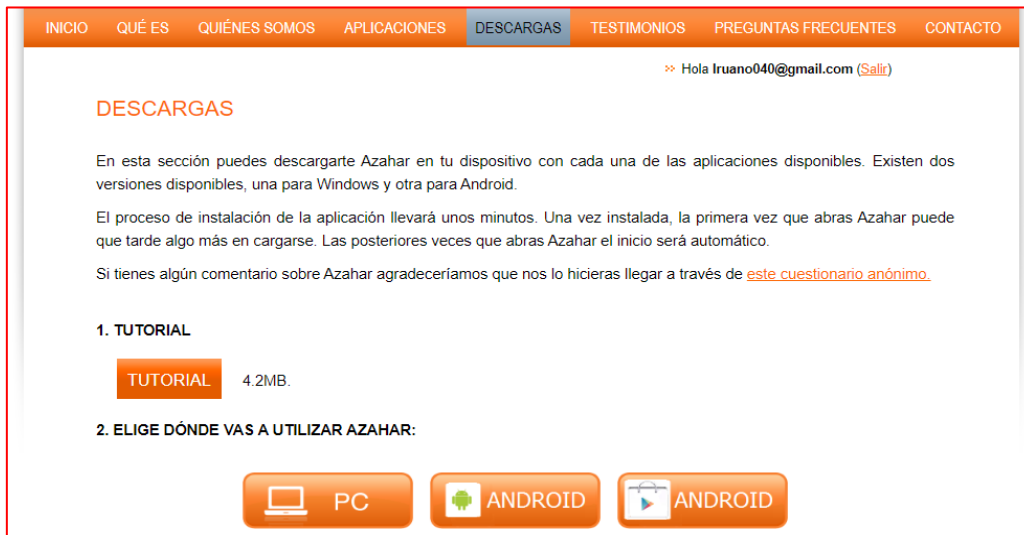 INICIO QUÉ ES QUIÉNES SOMOS APLICACIONES DESCARGAS TESTIMONIOS PREGUNTAS FRECUENTES CONTACTO
Hola lruano040@gmail.com (Salir)
DESCARGAS
En esta sección puedes descargarte Azahar en tu dispositivo con cada una de las aplicaciones disponibles. Existen dos
versiones disponibles, una para Windows y otra para Android.
El proceso de instalación de la aplicación llevará unos minutos. Una vez instalada, la primera vez que abras Azahar puede
que tarde algo más en cargarse. Las posteriores veces que abras Azahar el inicio será automático.
Si tienes algún comentario sobre Azahar agradeceríamos que nos lo hicieras llegar a través de este cuestionario anónimo.
1. TUTORIAL
TUTORIAL 4.2MB.
2. ELIGE DÓNDE VAS A UTILIZAR AZAHAR:
PC ANDROID ANDROID